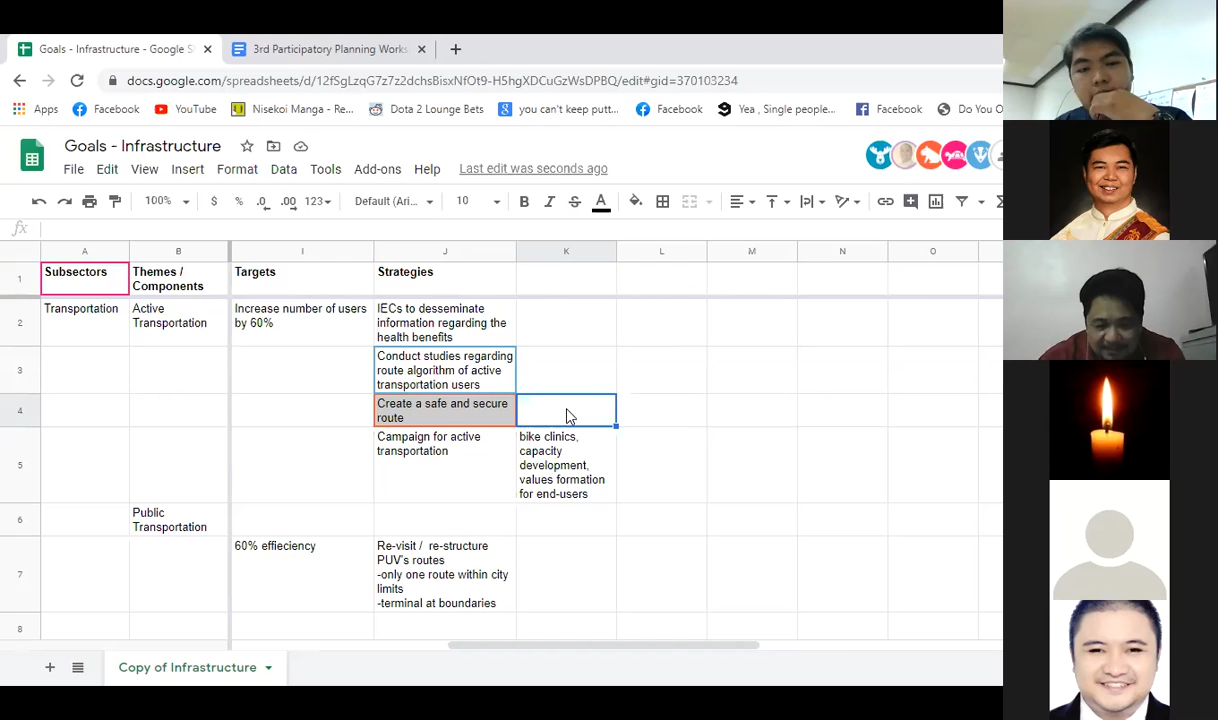 Goals - Infrastructure - Google S
3rd Participatory Planning Works
docs.google.com/spreadsheets/d/12fSgLzqG7z7z2dchsBisxNfOt9-H5hgXDCuGzWsDPBQ/edit#gid=370103234
Apps
Facebook
YouTube
Nisekoi Manga - Re...
Dota 2 Lounge Bets
you can't keep putt...
Facebook
Yea , Single people...
Facebook
Do You O
Goals - Infrastructure
File Edit View Insert Format Data Tools Add-ons Help Last edit was seconds ago
100% $ % .0 .00 123 Default (Ari... 10 B I S A
fx
A B I J K L M N O
1
Subsectors
Themes /
Components
Targets
Strategies
2
Transportation
Active
Transportation
Increase number of users
by 60%
IECs to desseminate
information regarding the
health benefits
3
Conduct studies regarding
route algorithm of active
transportation users
4
Create a safe and secure
route
5
Campaign for active
transportation
bike clinics,
capacity
development,
values formation
for end-users
6
Public
Transportation
7
60% effieciency
Re-visit / re-structure
PUV's routes
-only one route within city
limits
-terminal at boundaries
8
Copy of Infrastructure